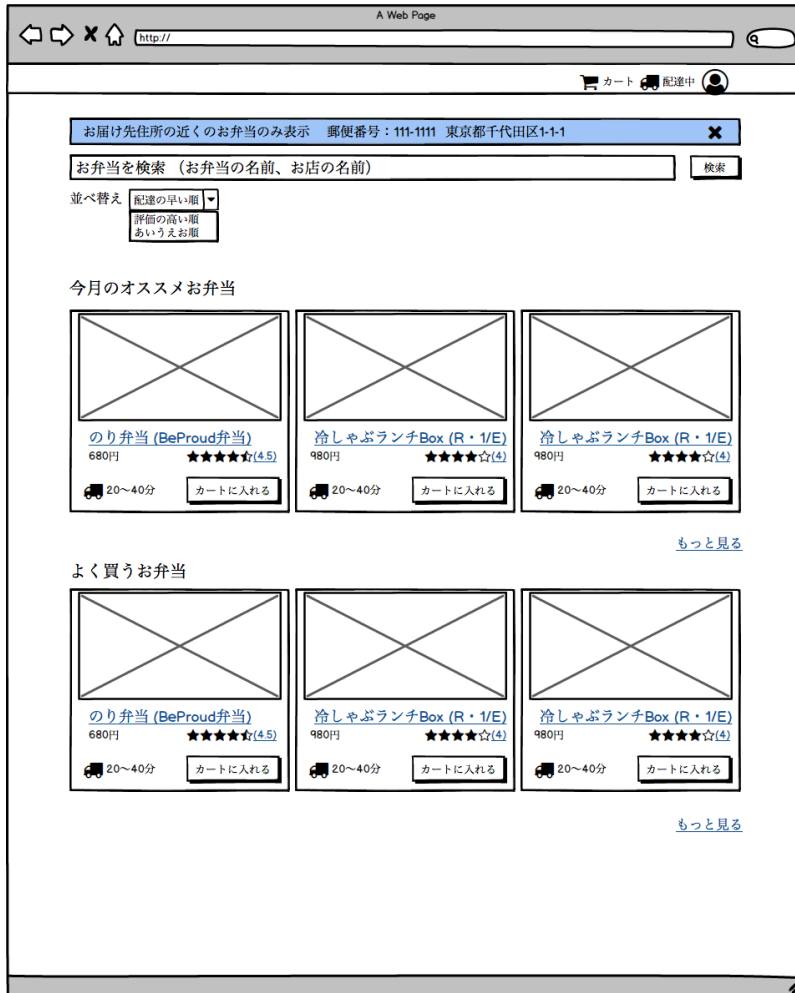 A Web Page
http://
カート 配達中
お届け先住所の近くのお弁当のみ表示 郵便番号：111-1111 東京都千代田区1-1-1
お弁当を検索 （お弁当の名前、お店の名前） 検索
並べ替え 配達の早い順
評価の高い順
あいうえお順
今月のオススメお弁当
のり弁当 (BeProud弁当) 冷しゃぶランチBox (R・1/E) 冷しゃぶランチBox (R・1/E)
680円 ★★★★☆(4.5) 980円 ★★★★☆(4) 980円 ★★★★☆(4)
20〜40分 カートに入れる 20〜40分 カートに入れる 20〜40分 カートに入れる
もっと見る
よく買うお弁当
のり弁当 (BeProud弁当) 冷しゃぶランチBox (R・1/E) 冷しゃぶランチBox (R・1/E)
680円 ★★★★☆(4.5) 980円 ★★★★☆(4) 980円 ★★★★☆(4)
20〜40分 カートに入れる 20〜40分 カートに入れる 20〜40分 カートに入れる
もっと見る